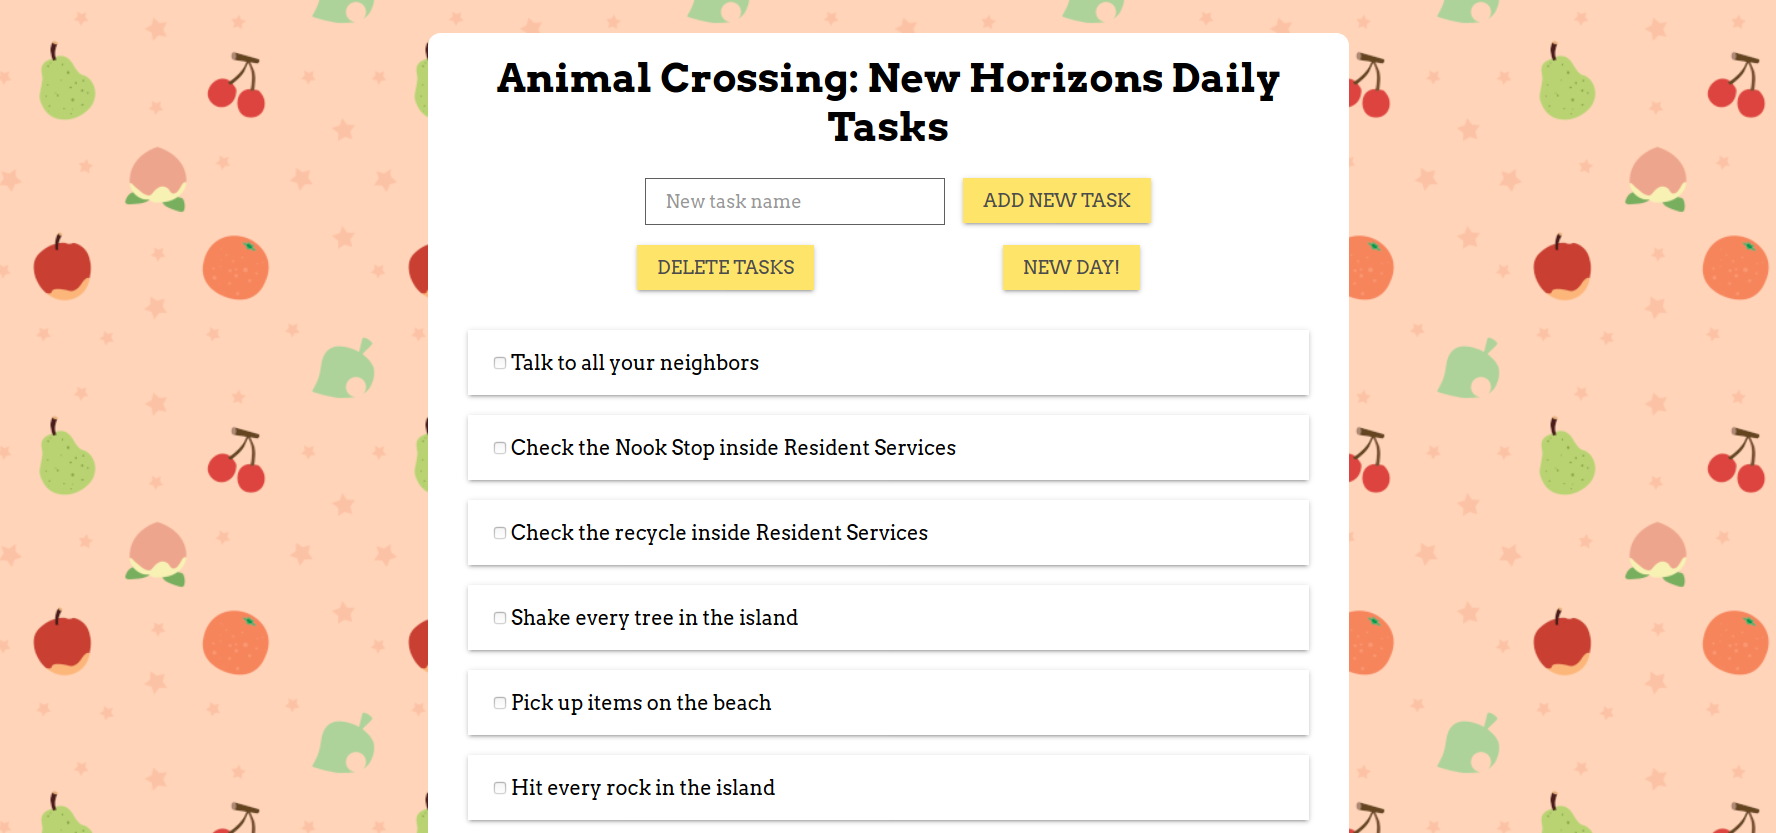 Animal Crossing: New Horizons Daily
Tasks
New task name
ADD NEW TASK
DELETE TASKS
NEW DAY!
Talk to all your neighbors
Check the Nook Stop inside Resident Services
Check the recycle inside Resident Services
Shake every tree in the island
Pick up items on the beach
Hit every rock in the island